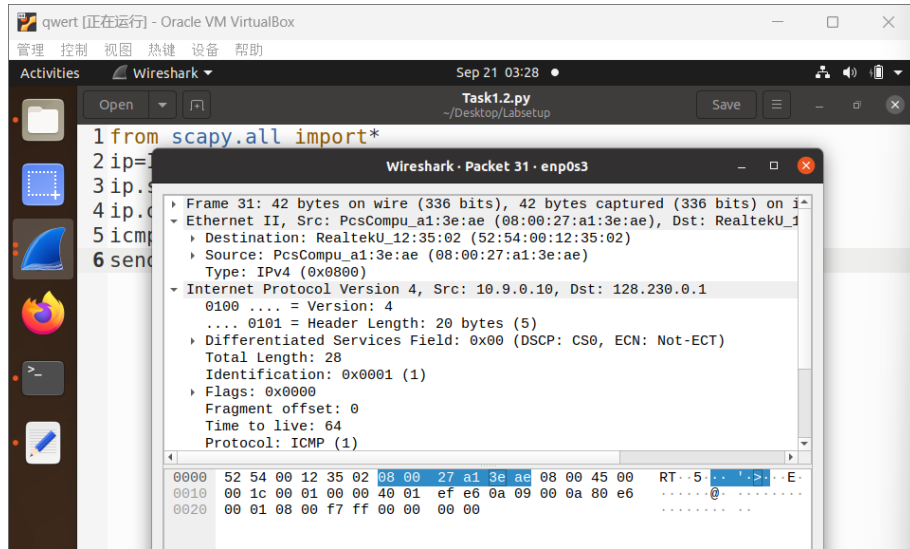 qwert [正在运行] - Oracle VM VirtualBox
管理 控制 视图 热键 设备 帮助
Activities Wireshark Sep 21 03:28
Open Task1.2.py Save
~/Desktop/Labsetup
1 from scapy.all import*
2 ip=
3 ip.s
4 ip.
5 icmp
6 send
Wireshark · Packet 31 · enp0s3
Frame 31: 42 bytes on wire (336 bits), 42 bytes captured (336 bits) on i
Ethernet II, Src: PcsCompu_a1:3e:ae (08:00:27:a1:3e:ae), Dst: RealtekU_1
Destination: RealtekU_12:35:02 (52:54:00:12:35:02)
Source: PcsCompu_a1:3e:ae (08:00:27:a1:3e:ae)
Type: IPv4 (0x0800)
Internet Protocol Version 4, Src: 10.9.0.10, Dst: 128.230.0.1
0100 .... = Version: 4
.... 0101 = Header Length: 20 bytes (5)
Differentiated Services Field: 0x00 (DSCP: CS0, ECN: Not-ECT)
Total Length: 28
Identification: 0x0001 (1)
Flags: 0x0000
Fragment offset: 0
Time to live: 64
Protocol: ICMP (1)
0000 52 54 00 12 35 02 08 00 27 a1 3e ae 08 00 45 00 RT··5···'·>···E·
0010 00 1c 00 01 00 00 40 01 ef e6 0a 09 00 0a 80 e6 ······@·········
0020 00 01 08 00 f7 ff 00 00 00 00 ··········